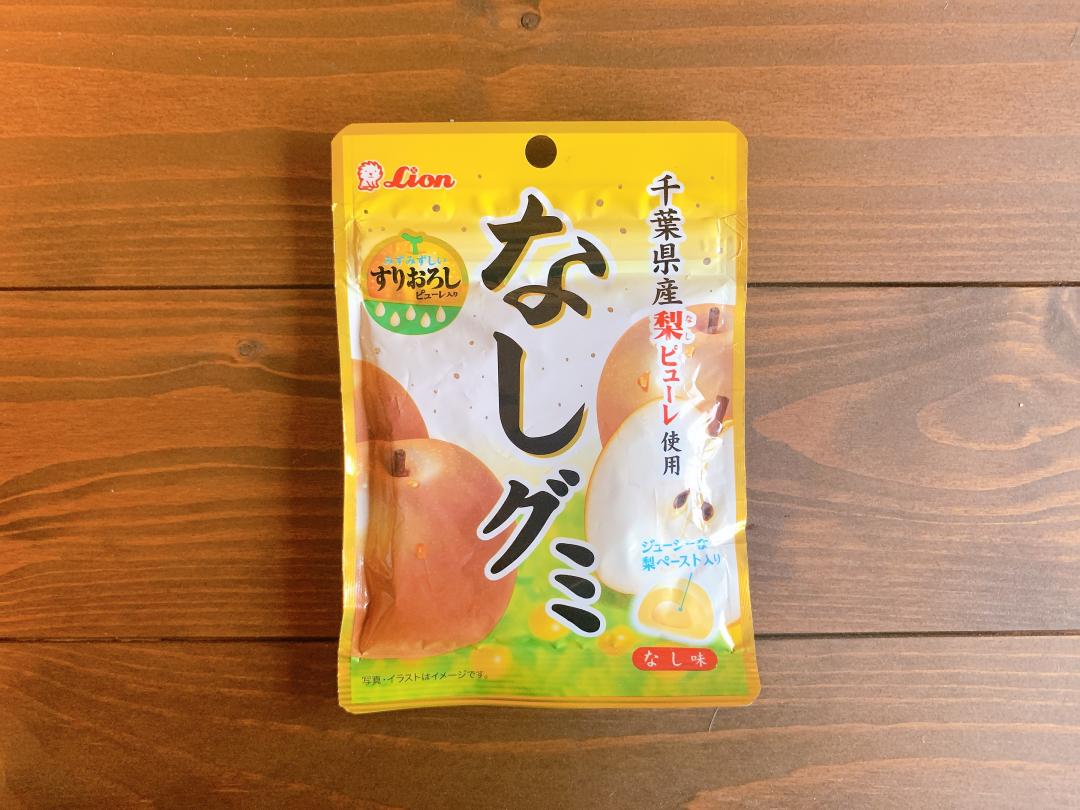 Lion
なしグミ
千葉県産梨ピューレ使用
なし
みずみずしい
すりおろし
ピューレ入り
ジューシーな
梨ペースト入り
なし味
写真・イラストはイメージです。